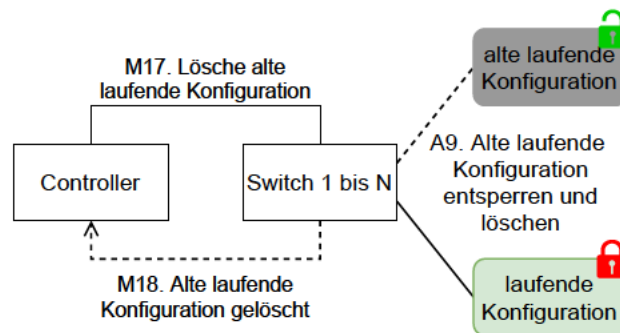 M17. Lösche alte
laufende Konfiguration
alte laufende
Konfiguration
Controller
Switch 1 bis N
A9. Alte laufende
Konfiguration
entsperren und
löschen
M18. Alte laufende
Konfiguration gelöscht
laufende
Konfiguration